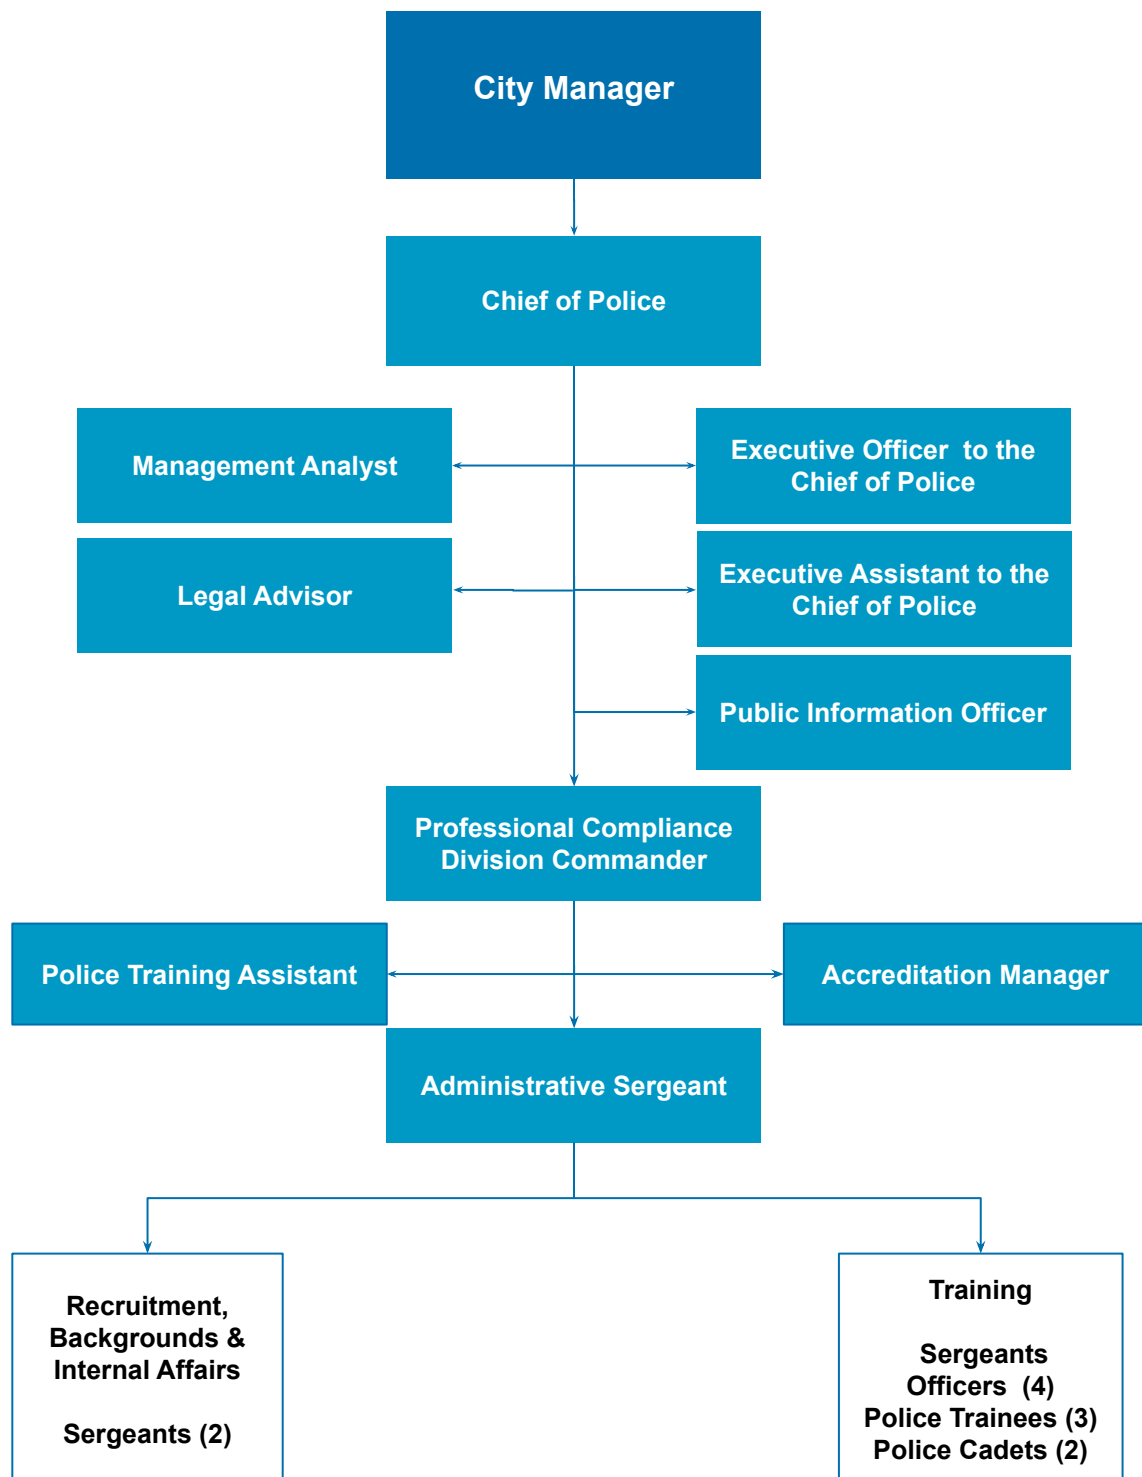 City Manager
Chief of Police
Management Analyst
Executive Officer  to the
Chief of Police
Legal Advisor
Executive Assistant to the
Chief of Police
Public Information Officer
Professional Compliance
Division Commander
Police Training Assistant
Accreditation Manager
Administrative Sergeant
Recruitment,
Backgrounds &
Internal Affairs
Sergeants (2)
Training
Sergeants
Officers  (4)
Police Trainees (3)
Police Cadets (2)